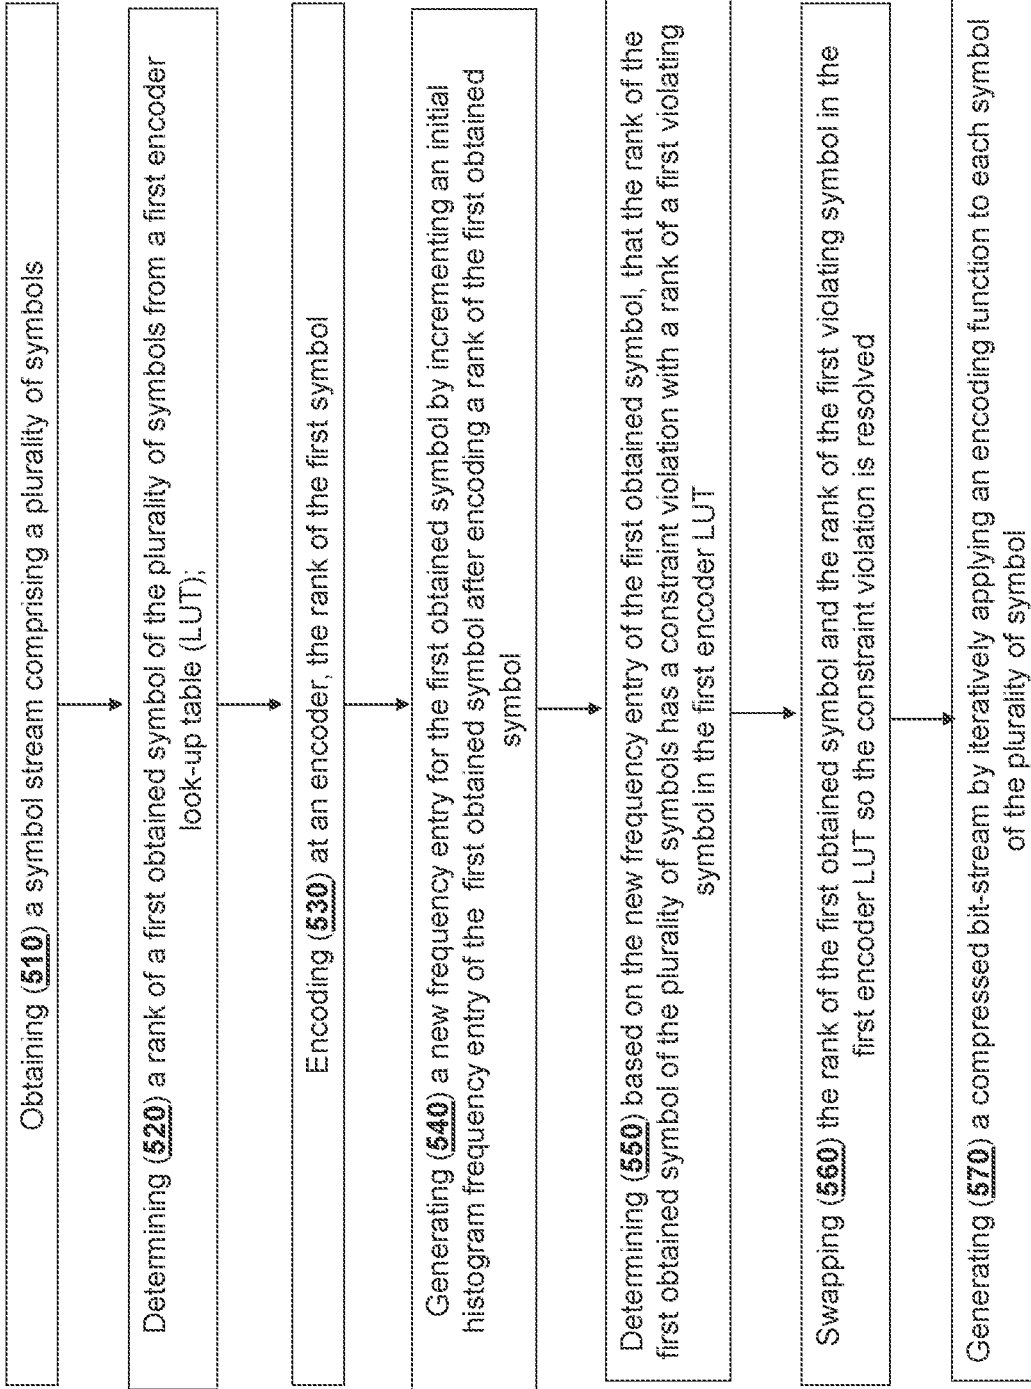 Obtaining (510) a symbol stream comprising a plurality of symbols
Determining (520) a rank of a first obtained symbol of the plurality of symbols from a first encoder
look-up table (LUT);
Encoding (530) at an encoder, the rank of the first symbol
Generating (540) a new frequency entry for the first obtained symbol by incrementing an initial
histogram frequency entry of the first obtained symbol after encoding a rank of the first obtained
symbol
Determining (550) based on the new frequency entry of the first obtained symbol, that the rank of the
first obtained symbol of the plurality of symbols has a constraint violation with a rank of a first violating
symbol in the first encoder LUT
Swapping (560) the rank of the first obtained symbol and the rank of the first violating symbol in the
first encoder LUT so the constraint violation is resolved
Generating (570) a compressed bit-stream by iteratively applying an encoding function to each symbol
of the plurality of symbol